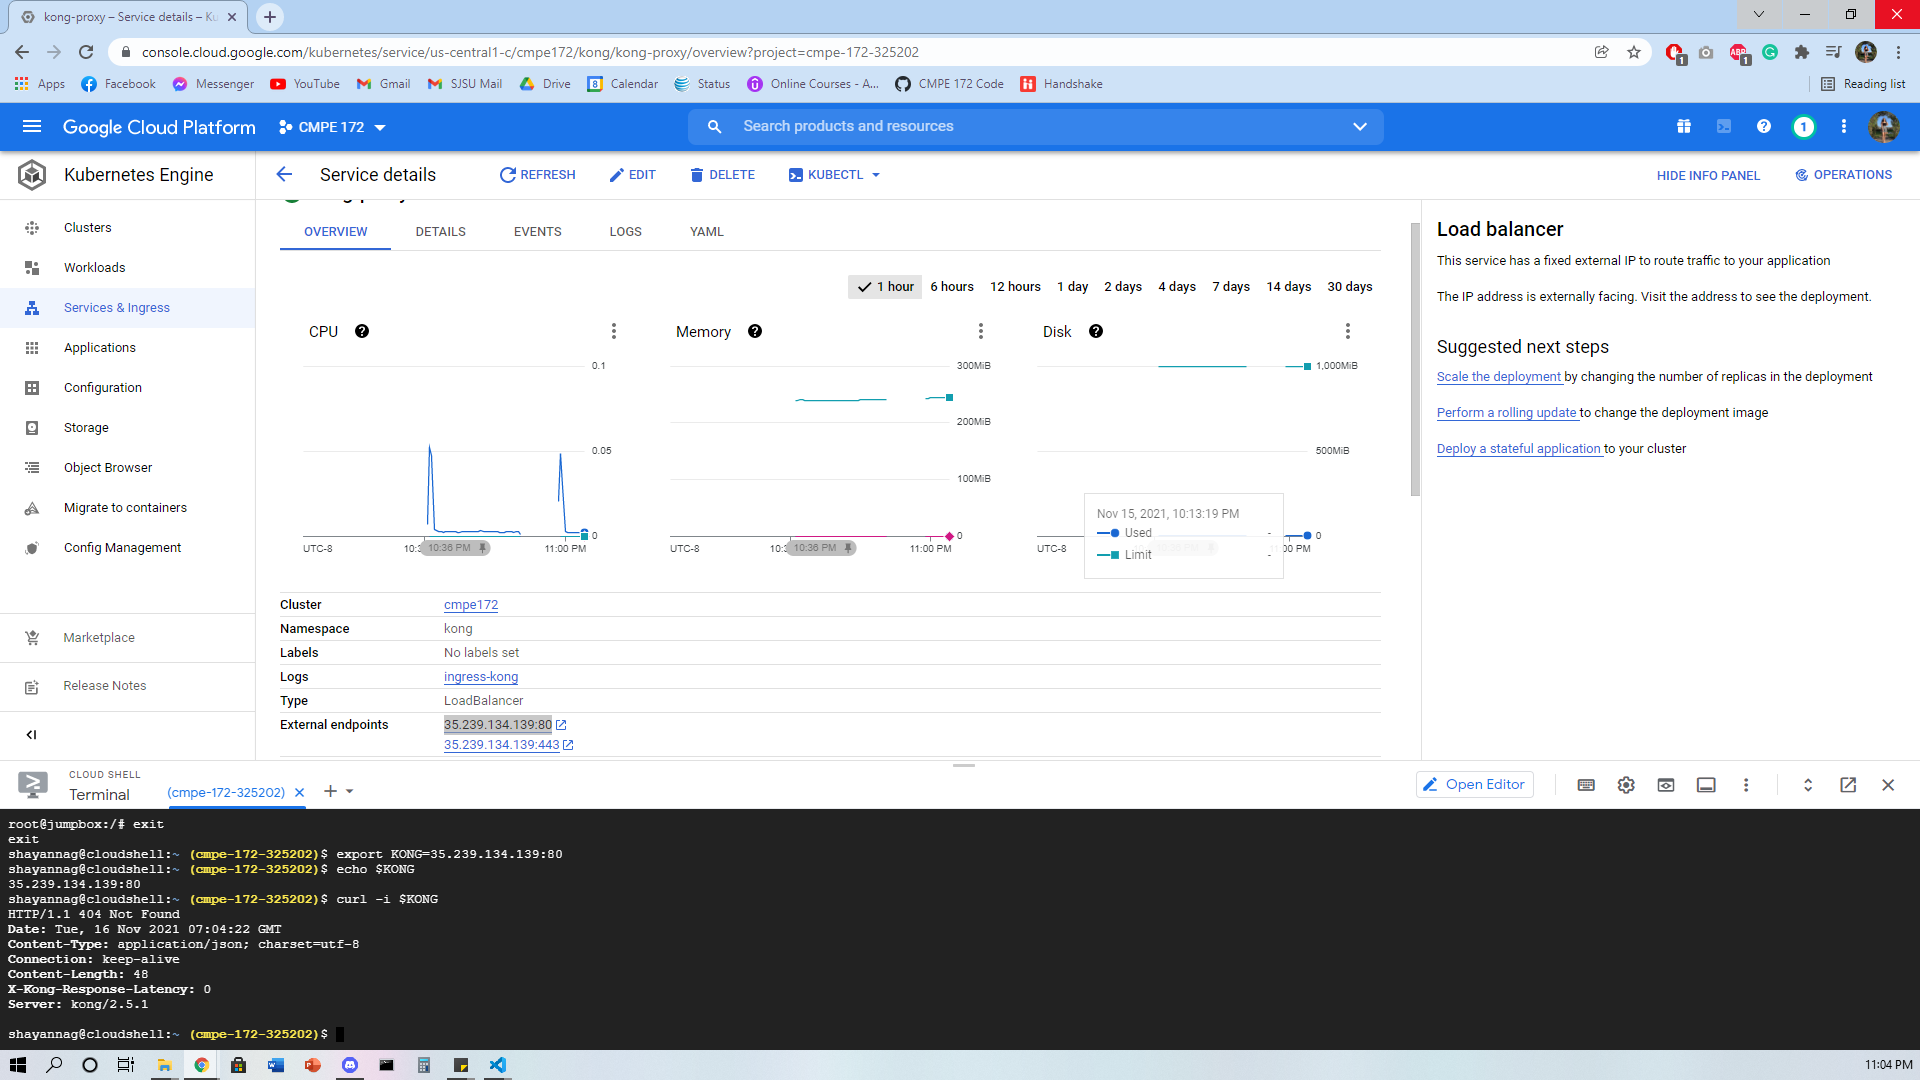 kong-proxy – Service details – Ku
console.cloud.google.com/kubernetes/service/us-central1-c/cmpe172/kong/kong-proxy/overview?project=cmpe-172-325202
1
ABP
1
Apps
Facebook
Messenger
YouTube
Gmail
SJSU Mail
Drive
8
Calendar
Status
Online Courses - A...
CMPE 172 Code
Handshake
Reading list
Google Cloud Platform
CMPE 172
Search products and resources
1
Kubernetes Engine
Service details
REFRESH
EDIT
DELETE
KUBECTL
HIDE INFO PANEL
OPERATIONS
Clusters
Workloads
Services & Ingress
Applications
Configuration
Storage
Object Browser
Migrate to containers
Config Management
Marketplace
Release Notes
kong-proxy
OVERVIEW
DETAILS
EVENTS
LOGS
YAML
1 hour
6 hours
12 hours
1 day
2 days
4 days
7 days
14 days
30 days
CPU
0.1
0.05
0
UTC-8
10:3
10:36 PM
11:00 PM
Memory
300MiB
200MiB
100MiB
0
UTC-8
10:3
10:36 PM
11:00 PM
Disk
1,000MiB
500MiB
0
UTC-8
10:36 PM
00 PM
Nov 15, 2021, 10:13:19 PM
Used -
Limit -
Cluster cmpe172
Namespace kong
Labels No labels set
Logs ingress-kong
Type LoadBalancer
External endpoints 35.239.134.139:80
35.239.134.139:443
Load balancer
This service has a fixed external IP to route traffic to your application
The IP address is externally facing. Visit the address to see the deployment.
Suggested next steps
Scale the deployment by changing the number of replicas in the deployment
Perform a rolling update to change the deployment image
Deploy a stateful application to your cluster
CLOUD SHELL
Terminal
(cmpe-172-325202)
Open Editor
root@jumpbox:/# exit
exit
shayannag@cloudshell:~ (cmpe-172-325202)$ export KONG=35.239.134.139:80
shayannag@cloudshell:~ (cmpe-172-325202)$ echo $KONG
35.239.134.139:80
shayannag@cloudshell:~ (cmpe-172-325202)$ curl -i $KONG
HTTP/1.1 404 Not Found
Date: Tue, 16 Nov 2021 07:04:22 GMT
Content-Type: application/json; charset=utf-8
Connection: keep-alive
Content-Length: 48
X-Kong-Response-Latency: 0
Server: kong/2.5.1
shayannag@cloudshell:~ (cmpe-172-325202)$
11:04 PM